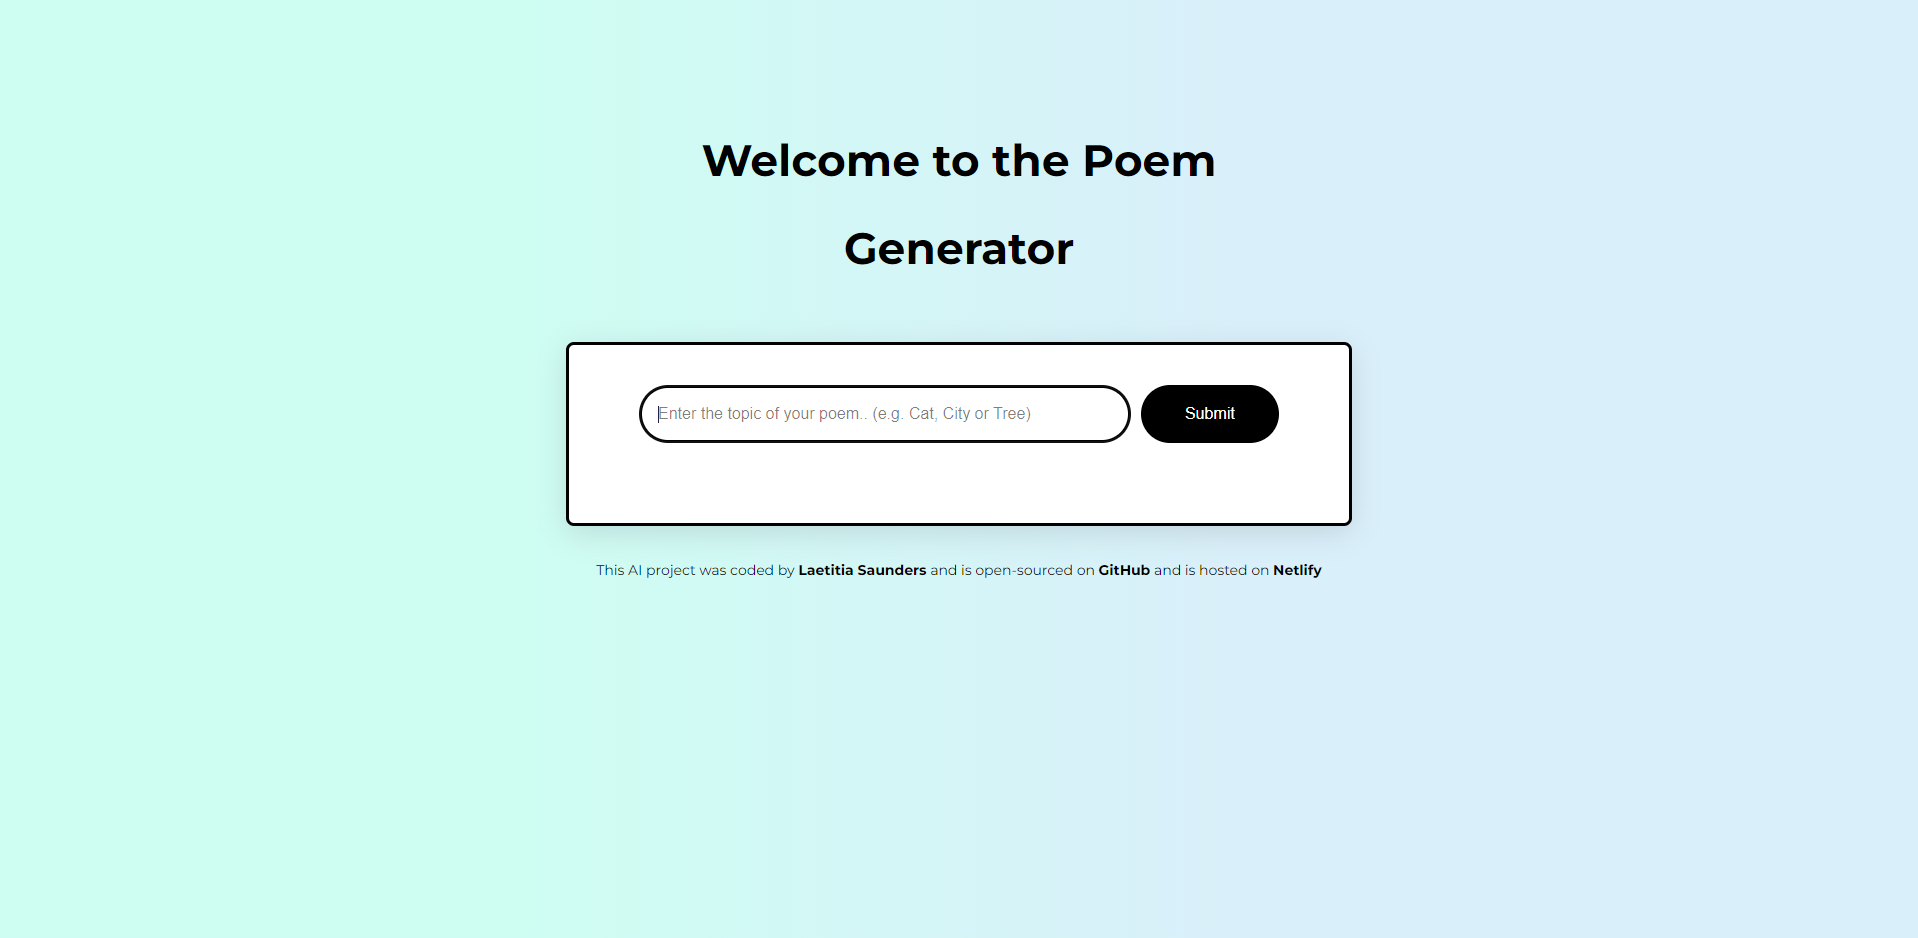 Welcome to the Poem
Generator
Enter the topic of your poem.. (e.g. Cat, City or Tree)
Submit
This AI project was coded by Laetitia Saunders and is open-sourced on GitHub and is hosted on Netlify